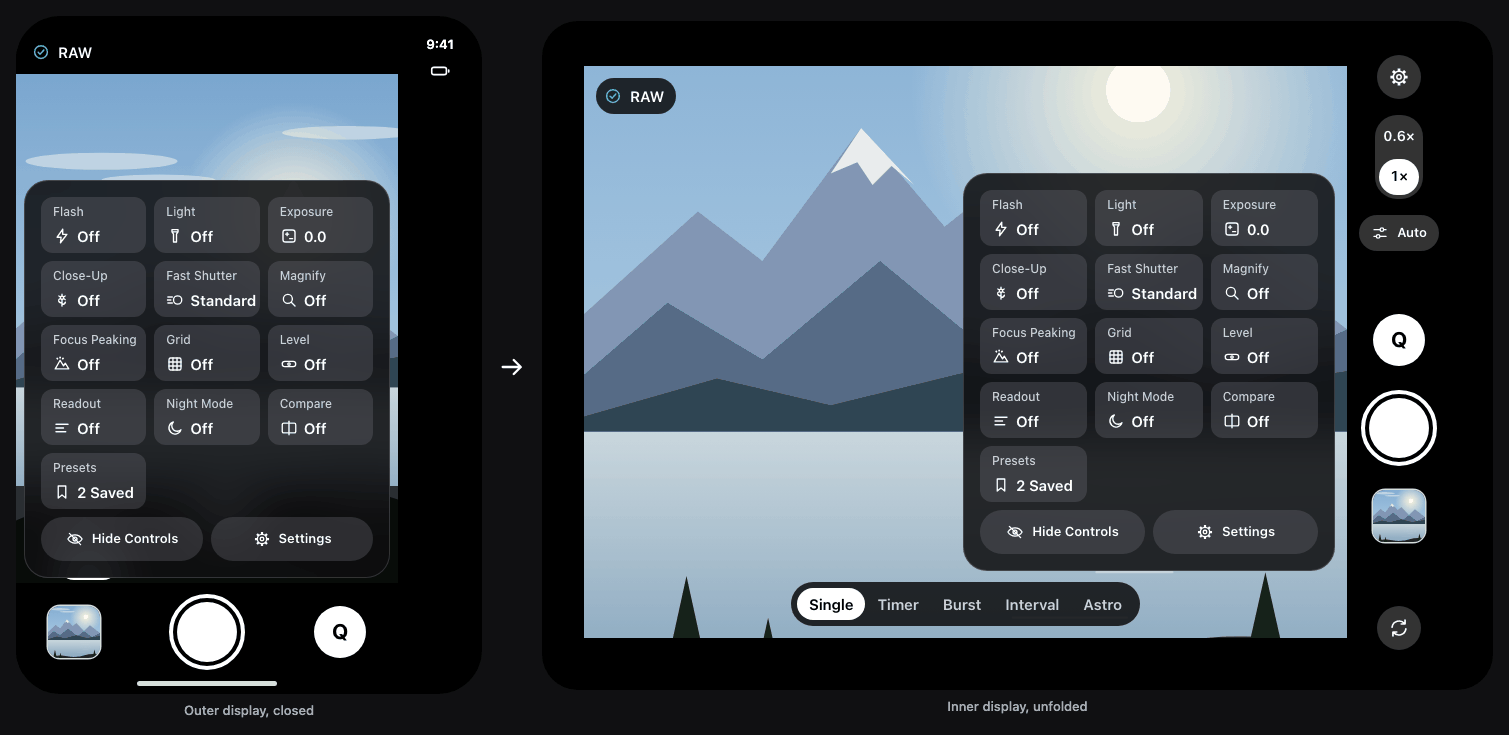 RAW
9:41
Flash
Off
Light
Off
Exposure
0.0
Close-Up
Off
Fast Shutter
Standard
Magnify
Off
Focus Peaking
Off
Grid
Off
Level
Off
Readout
Off
Night Mode
Off
Compare
Off
Presets
2 Saved
Hide Controls
Settings
Q
Outer display, closed
RAW
0.6×
1×
Auto
Flash
Off
Light
Off
Exposure
0.0
Close-Up
Off
Fast Shutter
Standard
Magnify
Off
Focus Peaking
Off
Grid
Off
Level
Off
Readout
Off
Night Mode
Off
Compare
Off
Presets
2 Saved
Hide Controls
Settings
Q
Single Timer Burst Interval Astro
Inner display, unfolded